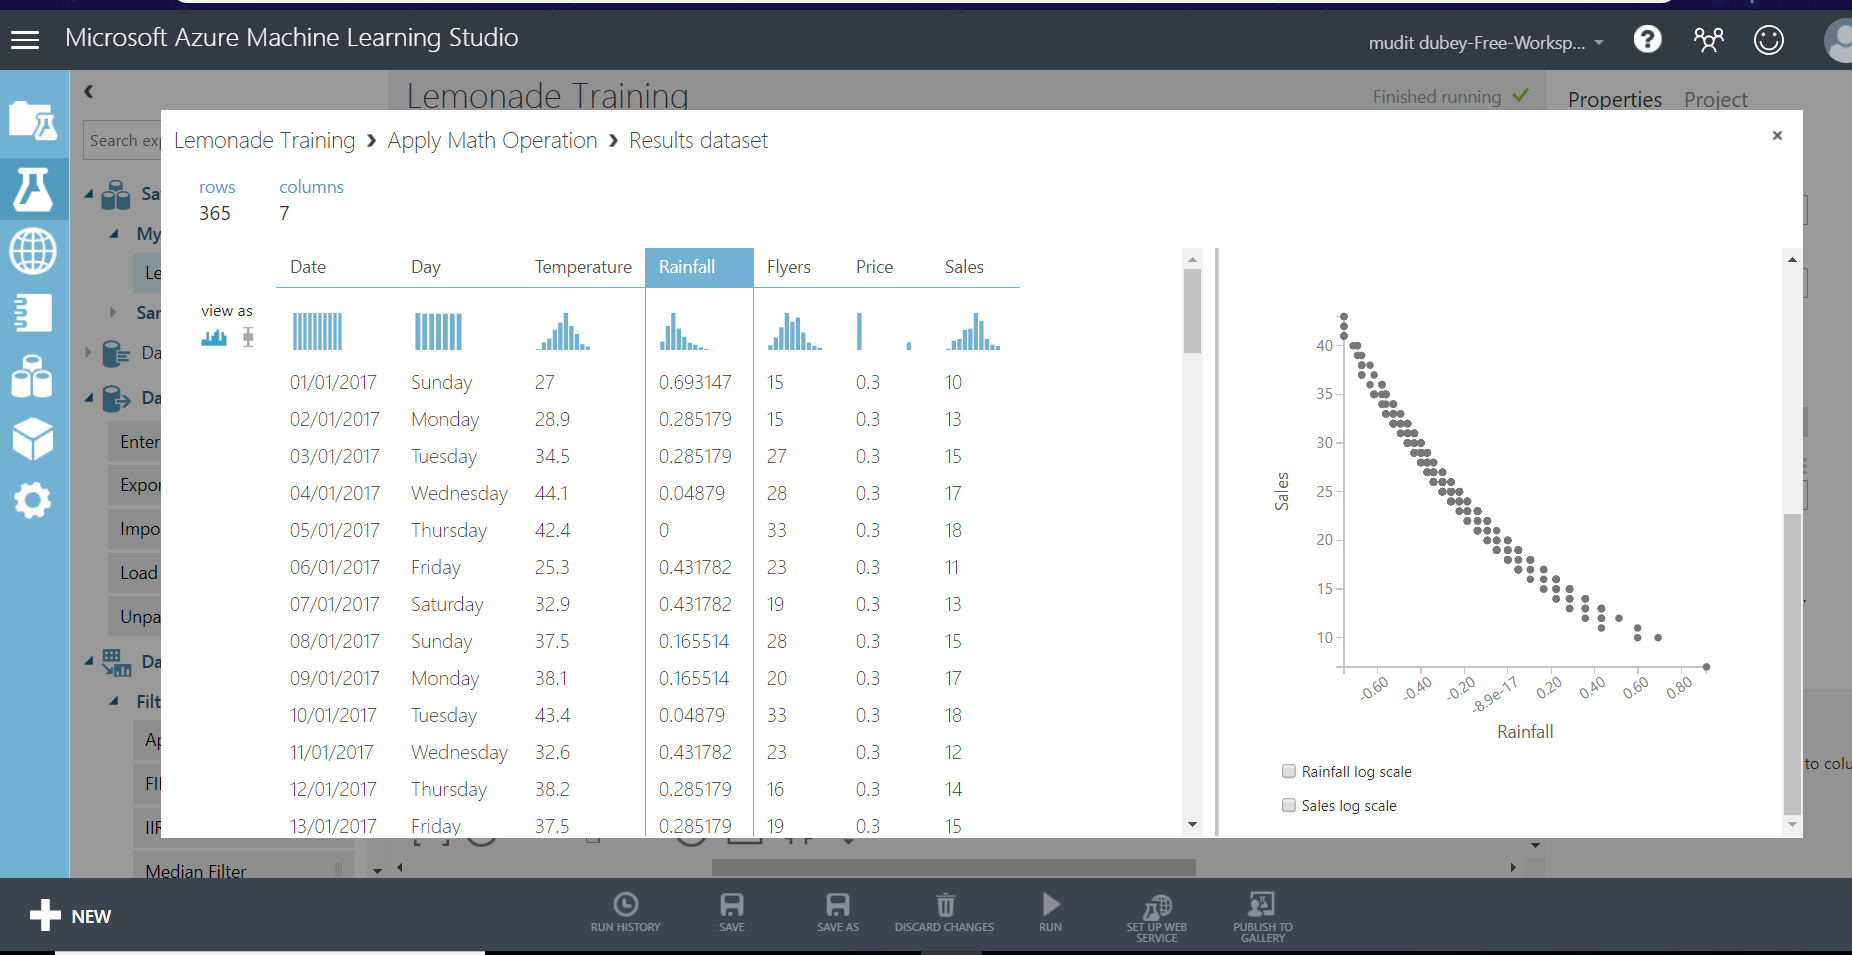 Microsoft Azure Machine Learning Studio
mudit dubey-Free-Worksp...
Lemonade Training
Finished running
Properties Project
Search exp
Lemonade Training > Apply Math Operation > Results dataset
rows columns
365 7
Date Day Temperature Rainfall Flyers Price Sales
view as
01/01/2017 Sunday 27 0.693147 15 0.3 10
02/01/2017 Monday 28.9 0.285179 15 0.3 13
03/01/2017 Tuesday 34.5 0.285179 27 0.3 15
04/01/2017 Wednesday 44.1 0.04879 28 0.3 17
05/01/2017 Thursday 42.4 0 33 0.3 18
06/01/2017 Friday 25.3 0.431782 23 0.3 11
07/01/2017 Saturday 32.9 0.431782 19 0.3 13
08/01/2017 Sunday 37.5 0.165514 28 0.3 15
09/01/2017 Monday 38.1 0.165514 20 0.3 17
10/01/2017 Tuesday 43.4 0.04879 33 0.3 18
11/01/2017 Wednesday 32.6 0.431782 23 0.3 12
12/01/2017 Thursday 38.2 0.285179 16 0.3 14
13/01/2017 Friday 37.5 0.285179 19 0.3 15
Sa
My
Le
Sar
Da
Da
Enter
Expor
Impo
Load
Unpa
Da
Filt
Ap
FI
IIF
Median Filter
Sales
40
35
30
25
20
15
10
-0.60 -0.40 -0.20 -8.9e-17 0.20 0.40 0.60 0.80
Rainfall
Rainfall log scale
Sales log scale
to colu
NEW
RUN HISTORY
SAVE
SAVE AS
DISCARD CHANGES
RUN
SET UP WEB
SERVICE
PUBLISH TO
GALLERY